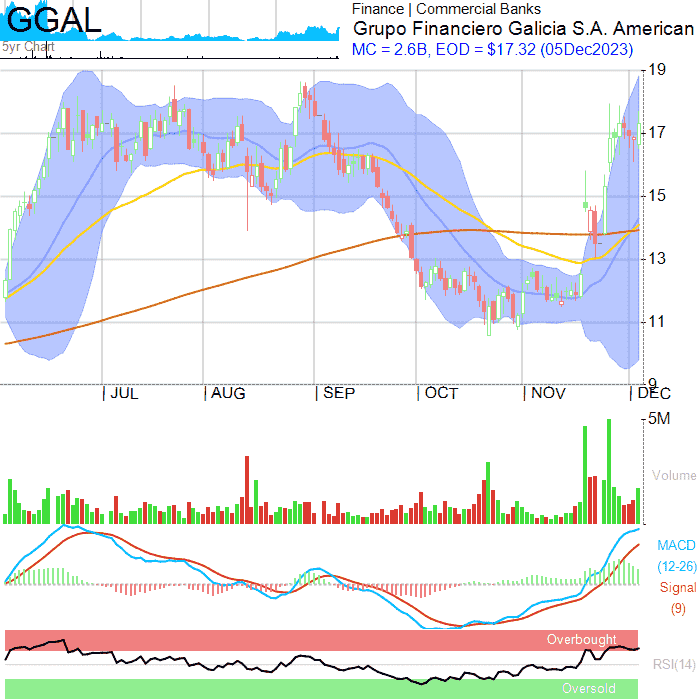 GGAL
5yr Chart
Finance | Commercial Banks
Grupo Financiero Galicia S.A. American
MC = 2.6B, EOD = $17.32 (05Dec2023)
19
17
15
13
11
9
JUL
AUG
SEP
OCT
NOV
DEC
5M
Volume
MACD
(12-26)
Signal
(9)
Overbought
RSI(14)
Oversold